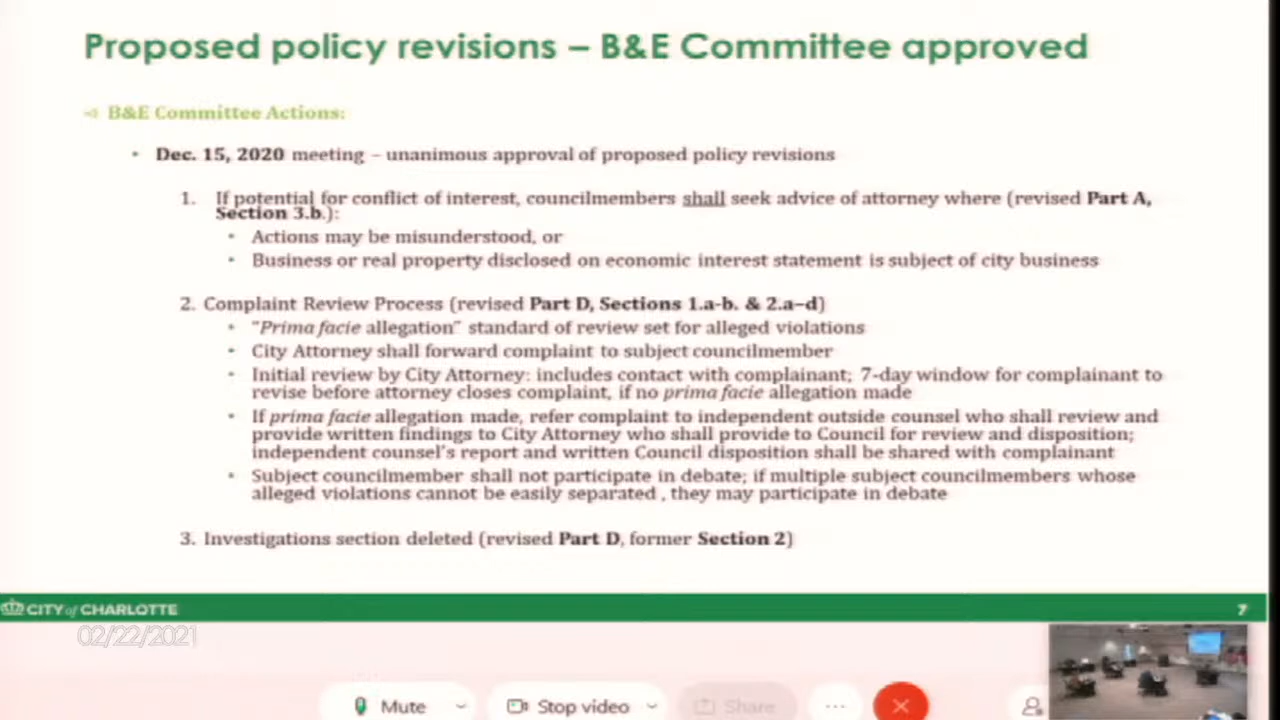 Proposed policy revisions – B&E Committee approved
B&E Committee Actions:
• Dec. 15, 2020 meeting – unanimous approval of proposed policy revisions
1. If potential for conflict of interest, councilmembers shall seek advice of attorney where (revised Part A,
Section 3.b.):
• Actions may be misunderstood, or
• Business or real property disclosed on economic interest statement is subject of city business
2. Complaint Review Process (revised Part D, Sections 1.a-b. & 2.a–d)
• "Prima facie allegation" standard of review set for alleged violations
• City Attorney shall forward complaint to subject councilmember
• Initial review by City Attorney: includes contact with complainant; 7-day window for complainant to
revise before attorney closes complaint, if no prima facie allegation made
• If prima facie allegation made, refer complaint to independent outside counsel who shall review and
provide written findings to City Attorney who shall provide to Council for review and disposition;
independent counsel's report and written Council disposition shall be shared with complainant
• Subject councilmember shall not participate in debate; if multiple subject councilmembers whose
alleged violations cannot be easily separated , they may participate in debate
3. Investigations section deleted (revised Part D, former Section 2)
CITY of CHARLOTTE 7
02/22/2021
Mute Stop video Share